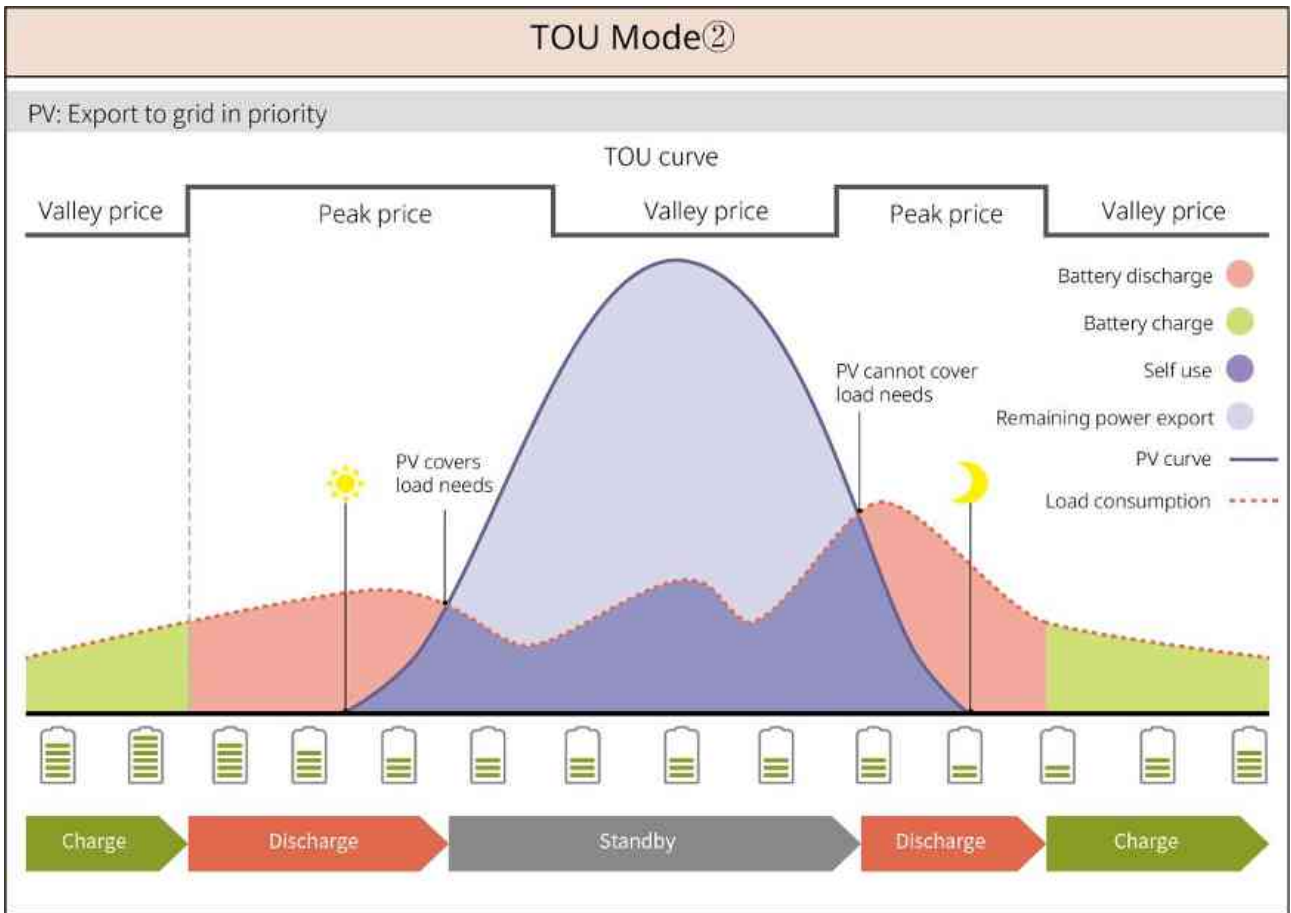 TOU Mode②
PV: Export to grid in priority
TOU curve
Valley price
Peak price
Valley price
Peak price
Valley price
Battery discharge
Battery charge
Self use
Remaining power export
PV curve
Load consumption
PV cannot cover
load needs
PV covers
load needs
Charge
Discharge
Standby
Discharge
Charge